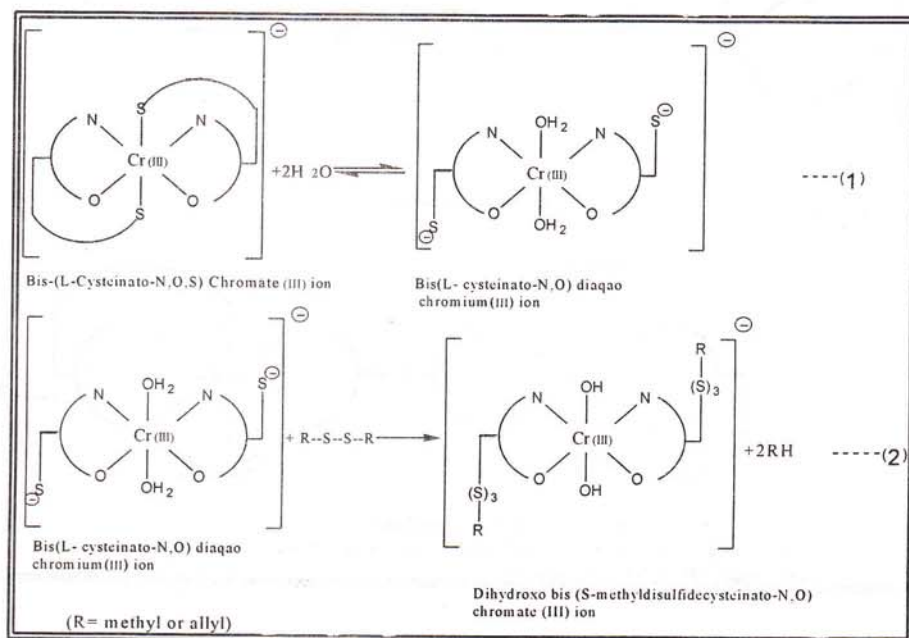 ⊖
⊖
S
N
N
Cr(III)
O
O
S
+2H 2O
OH2
N
N
S⊖
Cr(III)
O
O
OH2
S
⊖
-----(1)
Bis-(L-Cysteinato-N,O,S) Chromate (III) ion
Bis(L- cysteinato-N,O) diaqao
chromium(III) ion
⊖
⊖
OH2
N
N
S⊖
Cr(III)
O
O
OH2
S
⊖
+ R--S--S--R
R
(S)3
OH
N
N
Cr(III)
O
O
OH
(S)3
R
+2RH
------(2)
Bis(L- cysteinato-N,O) diaqao
chromium(III) ion
Dihydroxo bis (S-methyldisulfidecysteinato-N,O)
chromate (III) ion
(R= methyl or allyl)